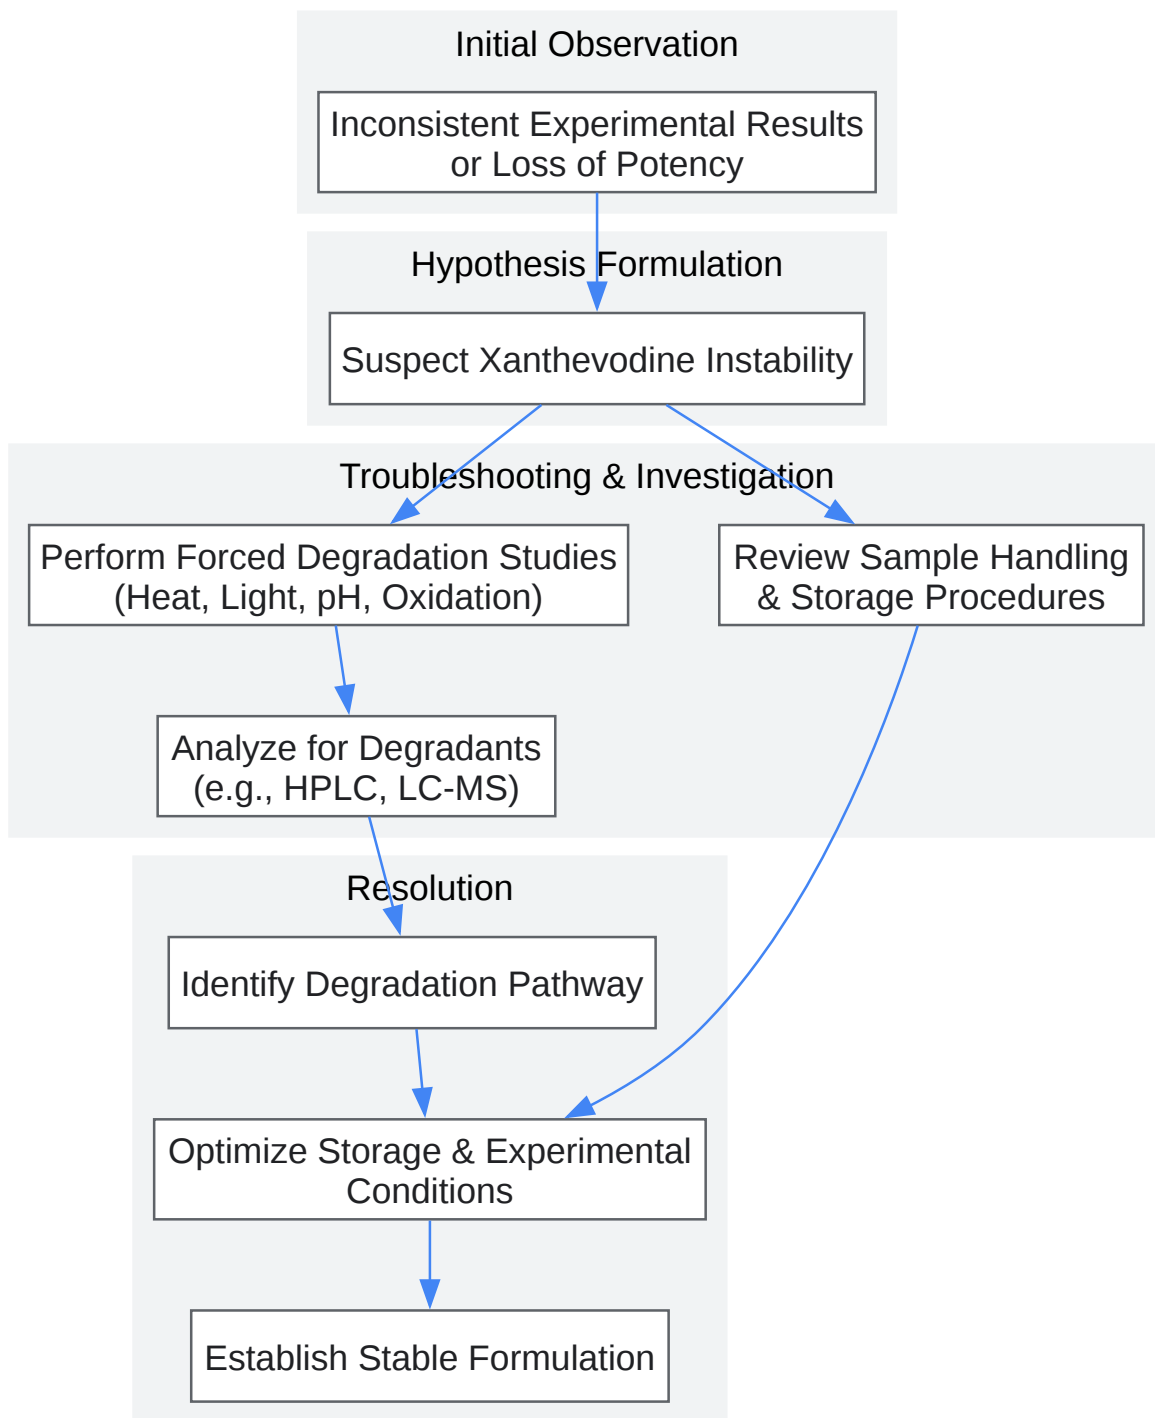 Initial Observation
Inconsistent Experimental Results
or Loss of Potency
Hypothesis Formulation
Suspect Xanthevodine Instability
Troubleshooting & Investigation
Perform Forced Degradation Studies
(Heat, Light, pH, Oxidation)
Review Sample Handling
& Storage Procedures
Analyze for Degradants
(e.g., HPLC, LC-MS)
Resolution
Identify Degradation Pathway
Optimize Storage & Experimental
Conditions
Establish Stable Formulation